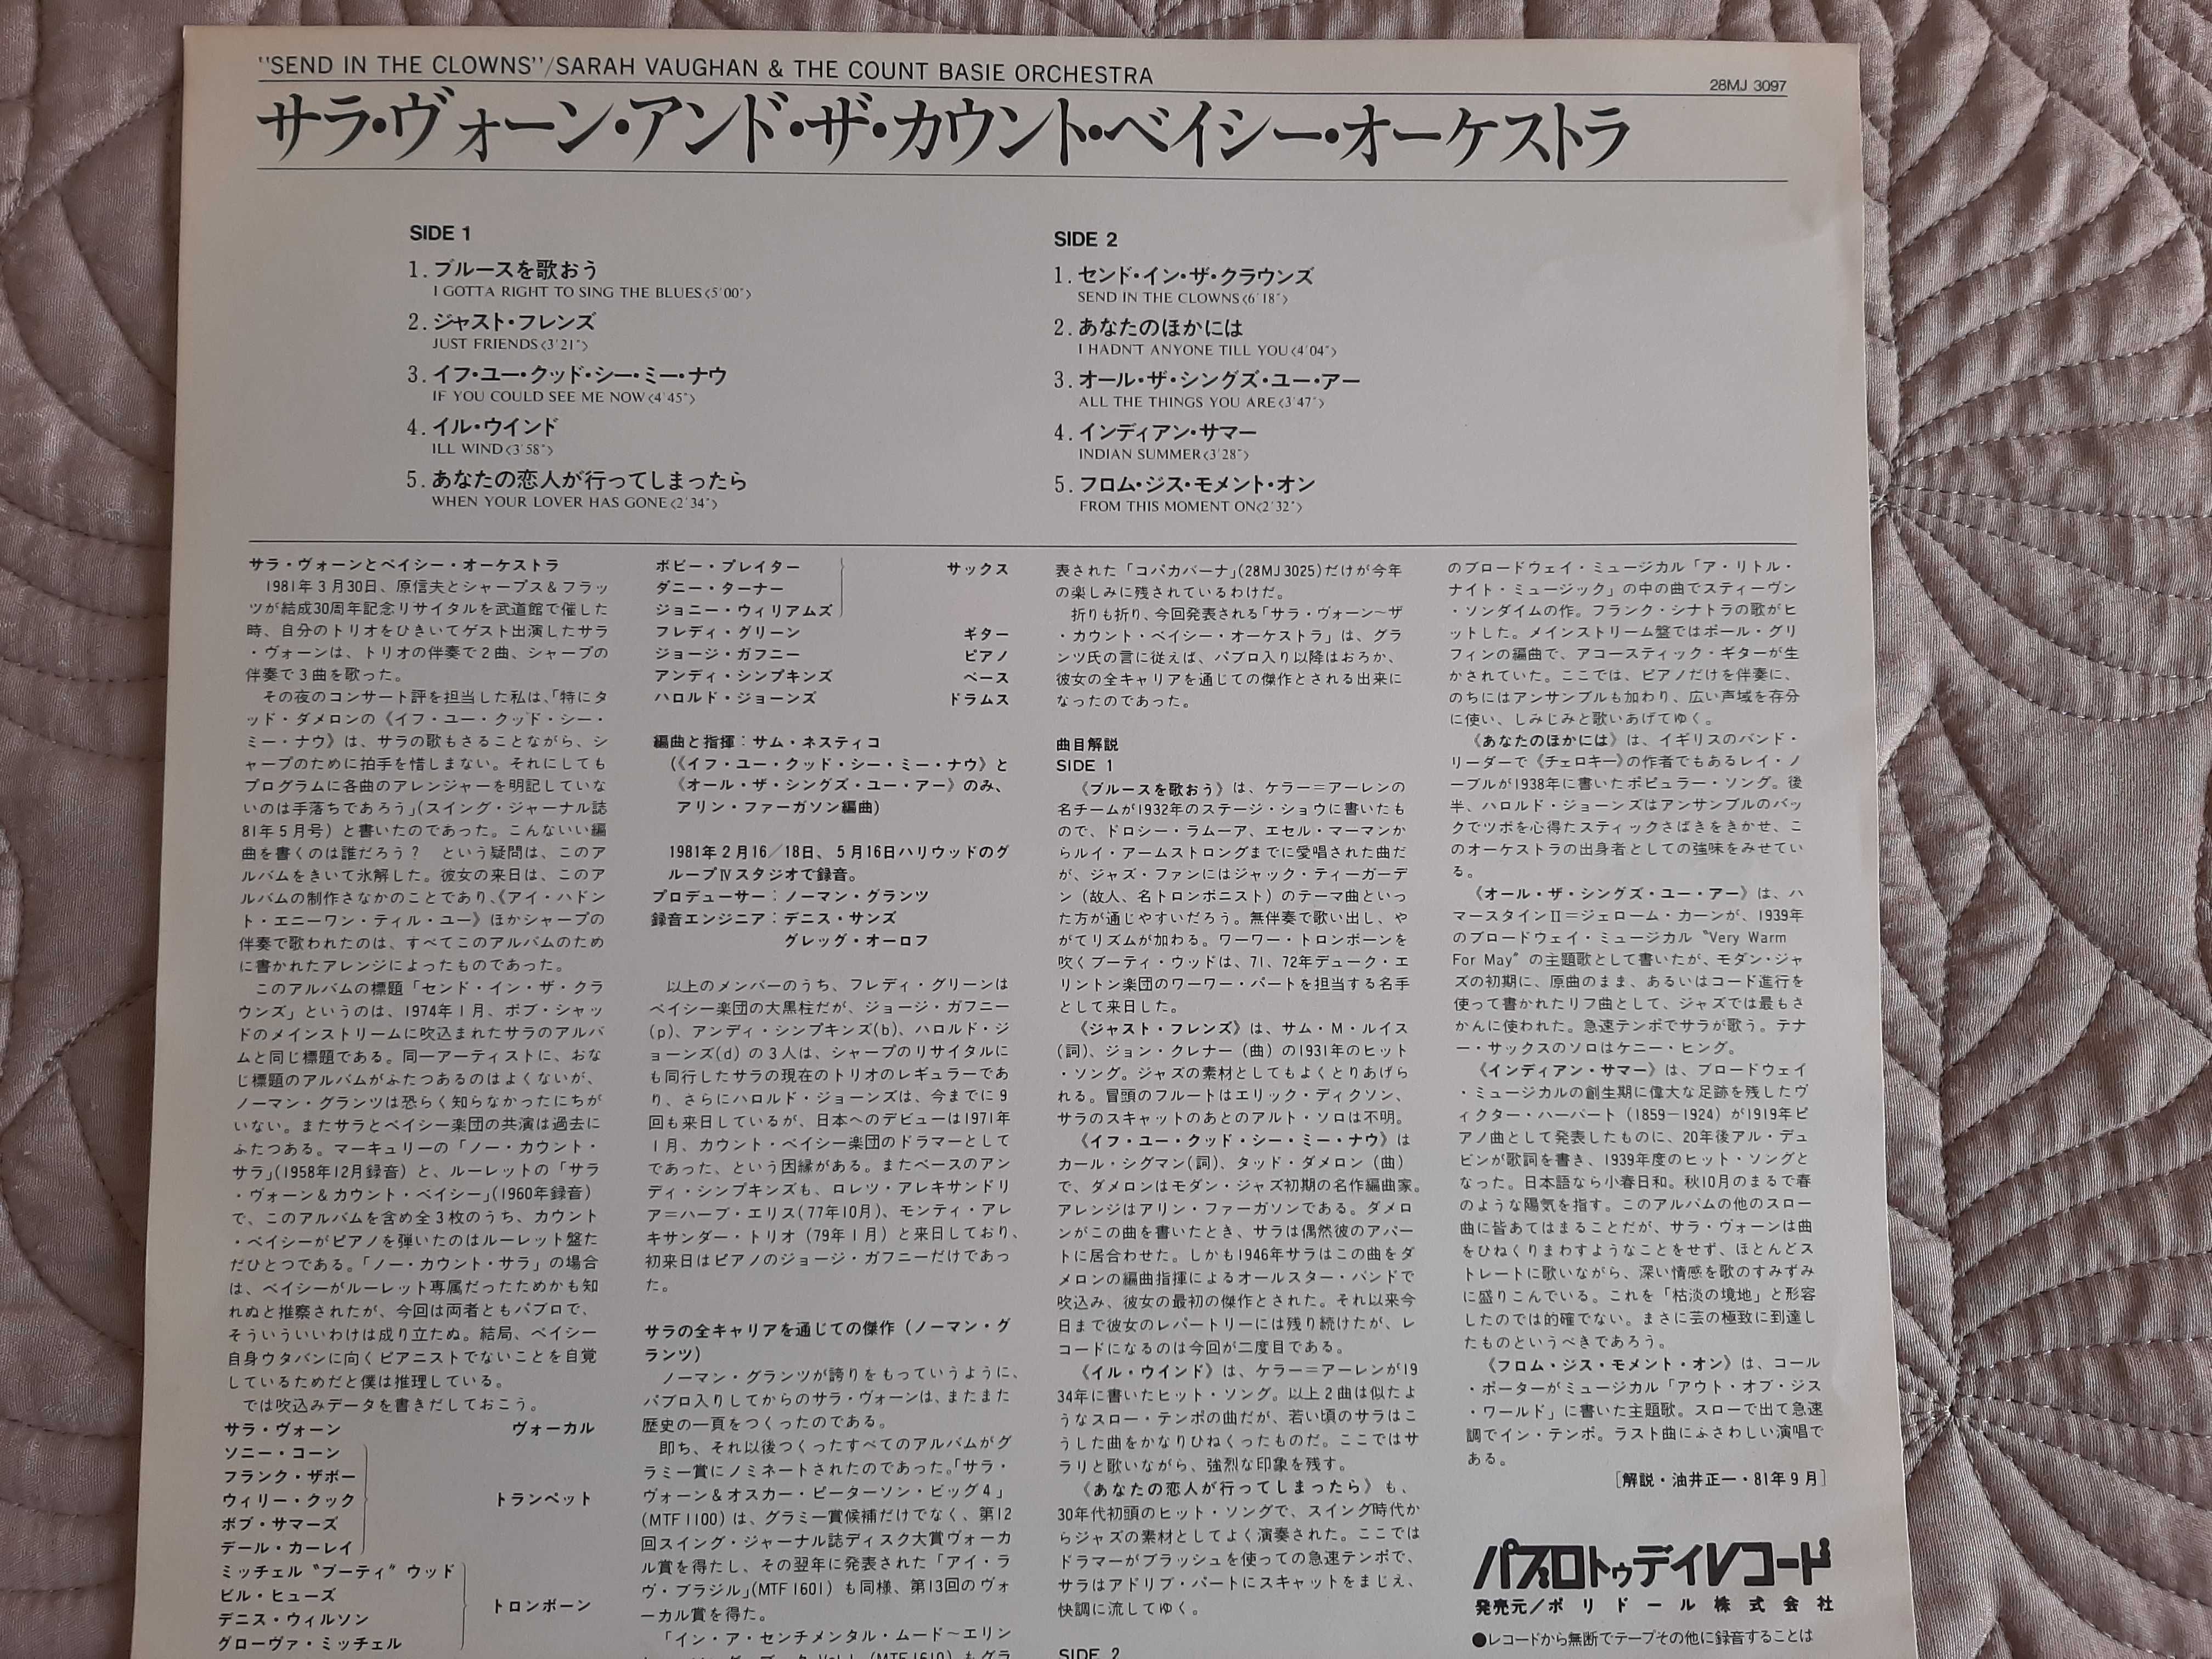 "SEND IN THE CLOWNS"/SARAH VAUGHAN & THE COUNT BASIE ORCHESTRA
28MJ 3097
サラ・ヴォーン・アンド・ザ・カウント・ベイシー・オーケストラ
SIDE 1
1. ブルースを歌おう
I GOTTA RIGHT TO SING THE BLUES〈5'00"〉
2. ジャスト・フレンズ
JUST FRIENDS〈3'21"〉
3. イフ・ユー・クッド・シー・ミー・ナウ
IF YOU COULD SEE ME NOW〈4'45"〉
4. イル・ウインド
ILL WIND〈3'58"〉
5. あなたの恋人が行ってしまったら
WHEN YOUR LOVER HAS GONE〈2'34"〉
SIDE 2
1. センド・イン・ザ・クラウンズ
SEND IN THE CLOWNS〈6'18"〉
2. あなたのほかには
I HADN'T ANYONE TILL YOU〈4'04"〉
3. オール・ザ・シングズ・ユー・アー
ALL THE THINGS YOU ARE〈3'47"〉
4. インディアン・サマー
INDIAN SUMMER〈3'28"〉
5. フロム・ジス・モメント・オン
FROM THIS MOMENT ON〈2'32"〉
サラ・ヴォーンとベイシー・オーケストラ
1981年3月30日、原信夫とシャープス&フラッ
ツが結成30周年記念リサイタルを武道館で催した
時、自分のトリオをひきいてゲスト出演したサラ
・ヴォーンは、トリオの伴奏で2曲、シャープの
伴奏で3曲を歌った。
その夜のコンサート評を担当した私は、「特にタ
ッド・ダメロンの《イフ・ユー・クッド・シー・
ミー・ナウ》は、サラの歌もさることながら、シ
ャープのために拍手を惜しまない。それにしても
プログラムに各曲のアレンジャーを明記していな
いのは手落ちであろう」(スイング・ジャーナル誌
81年5月号) と書いたのであった。こんないい編
曲を書くのは誰だろう? という疑問は、このア
ルバムをきいて氷解した。彼女の来日は、このア
ルバムの制作さなかのことであり、《アイ・ハドン
ト・エニーワン・ティル・ユー》ほかシャープの
伴奏で歌われたのは、すべてこのアルバムのため
に書かれたアレンジによったものであった。
このアルバムの標題「センド・イン・ザ・クラ
ウンズ」というのは、1974年1月、ボブ・シャッ
ドのメインストリームに吹込まれたサラのアルバ
ムと同じ標題である。同一アーティストに、おな
じ標題のアルバムがふたつあるのはよくないが、
ノーマン・グランツは恐らく知らなかったにちが
いない。またサラとベイシー楽団の共演は過去に
ふたつある。マーキュリーの「ノー・カウント・
サラ」(1958年12月録音) と、ルーレットの「サラ
・ヴォーン&カウント・ベイシー」(1960年録音)
で、このアルバムを含め全3枚のうち、カウント
・ベイシーがピアノを弾いたのはルーレット盤た
だひとつである。「ノー・カウント・サラ」の場合
は、ベイシーがルーレット専属だったためかも知
れぬと推察されたが、今回は両者ともパブロで、
そういういいわけは成り立たぬ。結局、ベイシー
自身ウタバンに向くピアニストでないことを自覚
しているためだと僕は推理している。
では吹込みデータを書きだしておこう。
サラ・ヴォーン ヴォーカル
ソニー・コーン
フランク・ザボー
ウィリー・クック
トランペット
ボブ・サマーズ
デール・カーレイ
ミッチェル〝ブーティ〟ウッド
ビル・ヒューズ
トロンボーン
デニス・ウィルソン
グローヴァ・ミッチェル
ボビー・プレイター サックス
ダニー・ターナー
ジョニー・ウィリアムズ
フレディ・グリーン ギター
ジョージ・ガフニー ピアノ
アンディ・シンプキンズ ベース
ハロルド・ジョーンズ ドラムス
編曲と指揮:サム・ネスティコ
(《イフ・ユー・クッド・シー・ミー・ナウ》と
《オール・ザ・シングズ・ユー・アー》のみ、
アリン・ファーガソン編曲)
1981年2月16/18日、5月16日ハリウッドのグ
ループⅣスタジオで録音。
プロデューサー:ノーマン・グランツ
録音エンジニア:デニス・サンズ
グレッグ・オーロフ
以上のメンバーのうち、フレディ・グリーンは
ベイシー楽団の大黒柱だが、ジョージ・ガフニー
(p)、アンディ・シンプキンズ(b)、ハロルド・ジ
ョーンズ(d) の3人は、シャープのリサイタルに
も同行したサラの現在のトリオのレギュラーであ
り、さらにハロルド・ジョーンズは、今までに9
回も来日しているが、日本へのデビューは1971年
1月、カウント・ベイシー楽団のドラマーとして
であった、という因縁がある。またベースのアン
ディ・シンプキンズも、ロレツ・アレキサンドリ
ア=ハーブ・エリス(77年10月)、モンティ・アレ
キサンダー・トリオ (79年1月) と来日しており、
初来日はピアノのジョージ・ガフニーだけであっ
た。
サラの全キャリアを通じての傑作 (ノーマン・グ
ランツ)
ノーマン・グランツが誇りをもっていうように、
パブロ入りしてからのサラ・ヴォーンは、またまた
歴史の一頁をつくったのである。
即ち、それ以後つくったすべてのアルバムがグ
ラミー賞にノミネートされたのであった。「サラ・
ヴォーン&オスカー・ピーターソン・ビッグ4」
(MTF 1100) は、グラミー賞候補だけでなく、第12
回スイング・ジャーナル誌ディスク大賞ヴォーカ
ル賞を得たし、その翌年に発表された「アイ・ラ
ヴ・ブラジル」(MTF 1601) も同様、第13回のヴォ
ーカル賞を得た。
「イン・ア・センチメンタル・ムード~エリン
表された「コパカバーナ」(28MJ 3025)だけが今年
の楽しみに残されているわけだ。
折りも折り、今回発表される「サラ・ヴォーン~ザ
・カウント・ベイシー・オーケストラ」は、グラ
ンツ氏の言に従えば、パブロ入り以降はおろか、
彼女の全キャリアを通じての傑作とされる出来に
なったのであった。
曲目解説
SIDE 1
《ブルースを歌おう》は、ケラー=アーレンの
名チームが1932年のステージ・ショウに書いたも
ので、ドロシー・ラムーア、エセル・マーマンか
らルイ・アームストロングまでに愛唱された曲だ
が、ジャズ・ファンにはジャック・ティーガーデ
ン (故人、名トロンボニスト) のテーマ曲といっ
た方が通じやすいだろう。無伴奏で歌い出し、や
がてリズムが加わる。ワーワー・トロンボーンを
吹くブーティ・ウッドは、71、72年デューク・エ
リントン楽団のワーワー・パートを担当する名手
として来日した。
《ジャスト・フレンズ》は、サム・M・ルイス
(詞)、ジョン・クレナー (曲) の1931年のヒット
・ソング。ジャズの素材としてもよくとりあげら
れる。冒頭のフルートはエリック・ディクソン、
サラのスキャットのあとのアルト・ソロは不明。
《イフ・ユー・クッド・シー・ミー・ナウ》は
カール・シグマン(詞)、タッド・ダメロン (曲)
で、ダメロンはモダン・ジャズ初期の名作編曲家。
アレンジはアリン・ファーガソンである。ダメロ
ンがこの曲を書いたとき、サラは偶然彼のアパー
トに居合わせた。しかも1946年サラはこの曲をダ
メロンの編曲指揮によるオールスター・バンドで
吹込み、彼女の最初の傑作とされた。それ以来今
日まで彼女のレパートリーには残り続けたが、レ
コードになるのは今回が二度目である。
《イル・ウインド》は、ケラー=アーレンが19
34年に書いたヒット・ソング。以上2曲は似たよ
うなスロー・テンポの曲だが、若い頃のサラはこ
うした曲をかなりひねくったものだ。ここではサ
ラリと歌いながら、強烈な印象を残す。
《あなたの恋人が行ってしまったら》も、
30年代初頭のヒット・ソングで、スイング時代か
らジャズの素材としてよく演奏された。ここでは
ドラマーがブラッシュを使っての急速テンポで、
サラはアドリブ・パートにスキャットをまじえ、
快調に流してゆく。
SIDE 2
のブロードウェイ・ミュージカル「ア・リトル・
ナイト・ミュージック」の中の曲でスティーヴン
・ソンダイムの作。フランク・シナトラの歌がヒ
ットした。メインストリーム盤ではポール・グリ
フィンの編曲で、アコースティック・ギターが生
かされていた。ここでは、ピアノだけを伴奏に、
のちにはアンサンブルも加わり、広い声域を存分
に使い、しみじみと歌いあげてゆく。
《あなたのほかには》は、イギリスのバンド・
リーダーで《チェロキー》の作者でもあるレイ・ノ
ーブルが1938年に書いたポピュラー・ソング。後
半、ハロルド・ジョーンズはアンサンブルのバッ
クでツボを心得たスティックさばきをきかせ、こ
のオーケストラの出身者としての強味をみせてい
る。
《オール・ザ・シングズ・ユー・アー》は、ハ
マースタインⅡ=ジェローム・カーンが、1939年
のブロードウェイ・ミュージカル〝Very Warm
For May〟の主題歌として書いたが、モダン・ジャ
ズの初期に、原曲のまま、あるいはコード進行を
使って書かれたリフ曲として、ジャズでは最もさ
かんに使われた。急速テンポでサラが歌う。テナ
ー・サックスのソロはケニー・ヒング。
《インディアン・サマー》は、ブロードウェイ
・ミュージカルの創生期に偉大な足跡を残したヴ
ィクター・ハーバート (1859−1924) が1919年ピ
アノ曲として発表したものに、20年後アル・デュ
ビンが歌詞を書き、1939年度のヒット・ソングと
なった。日本語なら小春日和。秋10月のまるで春
のような陽気を指す。このアルバムの他のスロー
曲に皆あてはまることだが、サラ・ヴォーンは曲
をひねくりまわすようなことをせず、ほとんどス
トレートに歌いながら、深い情感を歌のすみずみ
に盛りこんでいる。これを「枯淡の境地」と形容
したのでは的確でない。まさに芸の極致に到達し
たものというべきであろう。
《フロム・ジス・モメント・オン》は、コール
・ポーターがミュージカル「アウト・オブ・ジス
・ワールド」に書いた主題歌。スローで出て急速
調でイン・テンポ。ラスト曲にふさわしい演唱で
ある。
[解説・油井正一・81年9月]
パブロトゥデイレコード
発売元/ポリドール株式会社
●レコードから無断でテープその他に録音することは